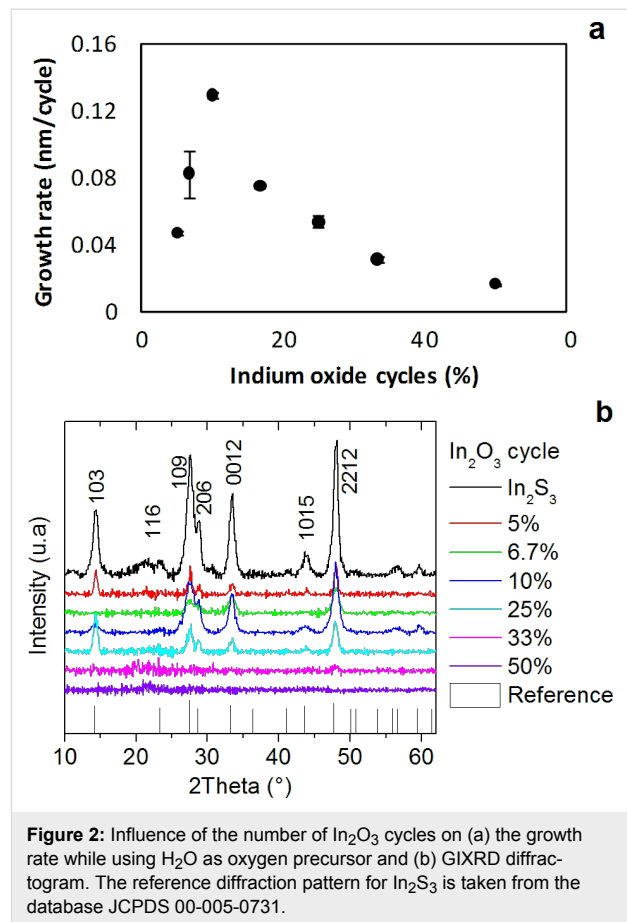 a
0.16
0.12
0.08
0.04
0
Growth rate (nm/cycle)
0 20 40 0
Indium oxide cycles (%)
b
103
116
109
206
0012
1015
2212
Intensity (u.a)
10 20 30 40 50 60
2Theta (°)
In₂O₃ cycle
In₂S₃
5%
6.7%
10%
25%
33%
50%
Reference
Figure 2: Influence of the number of In₂O₃ cycles on (a) the growth
rate while using H₂O as oxygen precursor and (b) GIXRD diffrac-
togram. The reference diffraction pattern for In₂S₃ is taken from the
database JCPDS 00-005-0731.